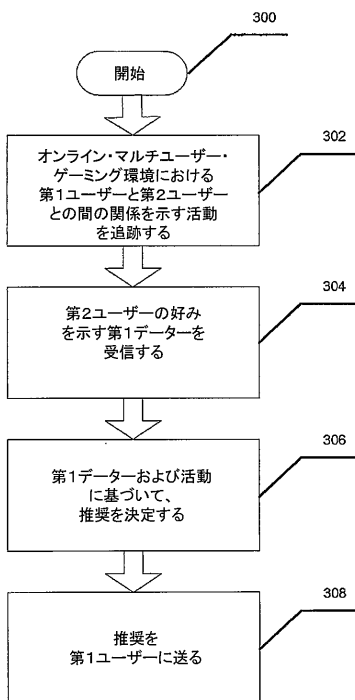 300
開始
302
オンライン・マルチユーザー・
ゲーミング環境における
第1ユーザーと第2ユーザー
との間の関係を示す活動
を追跡する
304
第2ユーザーの好み
を示す第1データーを
受信する
306
第1データーおよび活動
に基づいて、
推奨を決定する
308
推奨を
第1ユーザーに送る